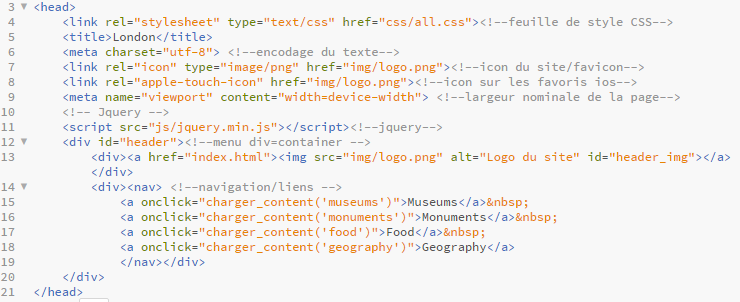 3 <head>
4 <link rel="stylesheet" type="text/css" href="css/all.css"><!--feuille de style CSS-->
5 <title>London</title>
6 <meta charset="utf-8"> <!--encodage du texte-->
7 <link rel="icon" type="image/png" href="img/logo.png"><!--icon du site/favicon-->
8 <link rel="apple-touch-icon" href="img/logo.png"><!--icon sur les favoris ios-->
9 <meta name="viewport" content="width=device-width"> <!--largeur nominale de la page-->
10 <!-- Jquery -->
11 <script src="js/jquery.min.js"></script><!--jquery-->
12 <div id="header"><!--menu div=container -->
13 <div><a href="index.html"><img src="img/logo.png" alt="Logo du site" id="header_img"></a>
</div>
14 <div><nav> <!--navigation/liens -->
15 <a onclick="charger_content('museums')">Museums</a>&nbsp;
16 <a onclick="charger_content('monuments')">Monuments</a>&nbsp;
17 <a onclick="charger_content('food')">Food</a>&nbsp;
18 <a onclick="charger_content('geography')">Geography</a>
19 </nav></div>
20 </div>
21 </head>